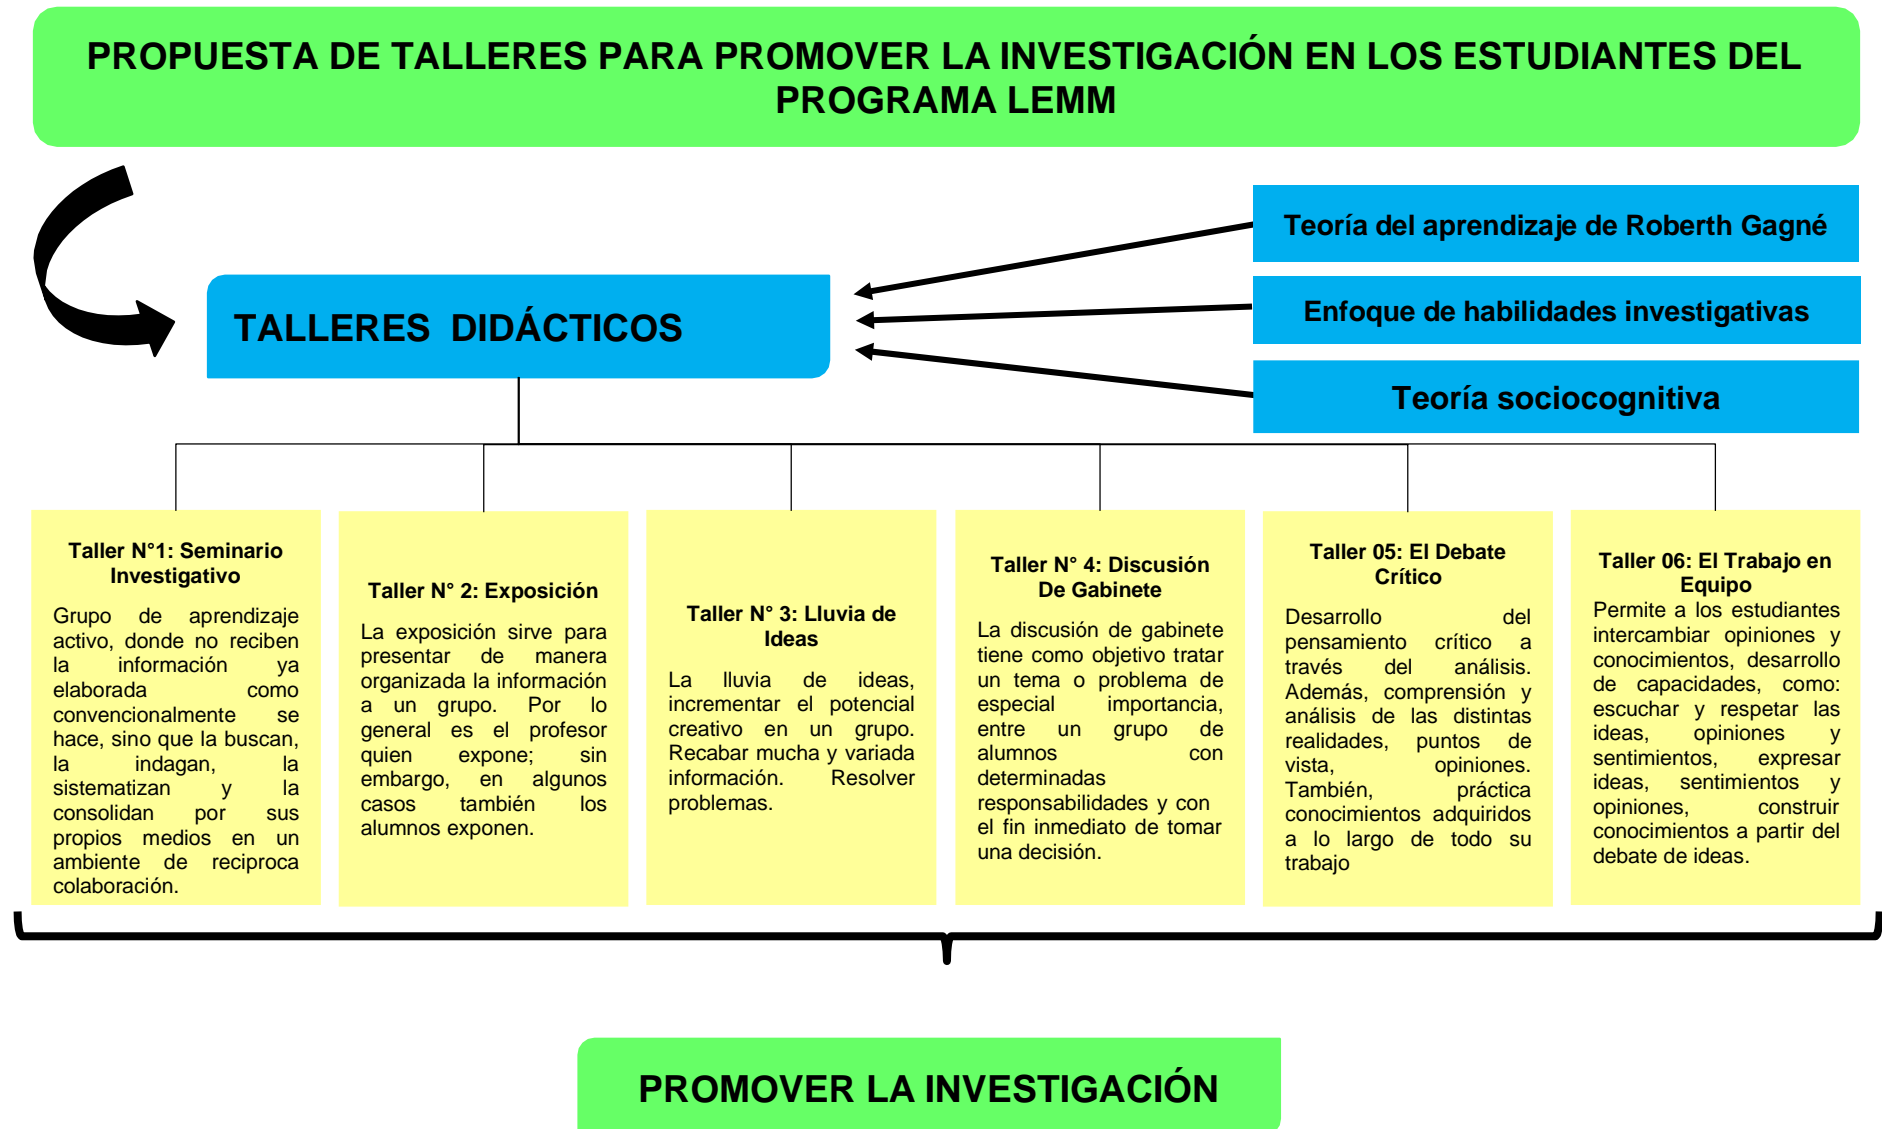 PROPUESTA DE TALLERES PARA PROMOVER LA INVESTIGACIÓN EN LOS ESTUDIANTES DEL
PROGRAMA LEMM
Teoría del aprendizaje de Roberth Gagné
Enfoque de habilidades investigativas
Teoría sociocognitiva
TALLERES DIDÁCTICOS
Taller N°1: Seminario
Investigativo
Grupo de aprendizaje
activo, donde no reciben
la información ya
elaborada como
convencionalmente se
hace, sino que la buscan,
la indagan, la
sistematizan y la
consolidan por sus
propios medios en un
ambiente de reciproca
colaboración.
Taller N° 2: Exposición
La exposición sirve para
presentar de manera
organizada la información
a un grupo. Por lo
general es el profesor
quien expone; sin
embargo, en algunos
casos también los
alumnos exponen.
Taller N° 3: Lluvia de
Ideas
La lluvia de ideas,
incrementar el potencial
creativo en un grupo.
Recabar mucha y variada
información. Resolver
problemas.
Taller N° 4: Discusión
De Gabinete
La discusión de gabinete
tiene como objetivo tratar
un tema o problema de
especial importancia,
entre un grupo de
alumnos con
determinadas
responsabilidades y con
el fin inmediato de tomar
una decisión.
Taller 05: El Debate
Crítico
Desarrollo del
pensamiento crítico a
través del análisis.
Además, comprensión y
análisis de las distintas
realidades, puntos de
vista, opiniones.
También, práctica
conocimientos adquiridos
a lo largo de todo su
trabajo
Taller 06: El Trabajo en
Equipo
Permite a los estudiantes
intercambiar opiniones y
conocimientos, desarrollo
de capacidades, como:
escuchar y respetar las
ideas, opiniones y
sentimientos, expresar
ideas, sentimientos y
opiniones, construir
conocimientos a partir del
debate de ideas.
PROMOVER LA INVESTIGACIÓN